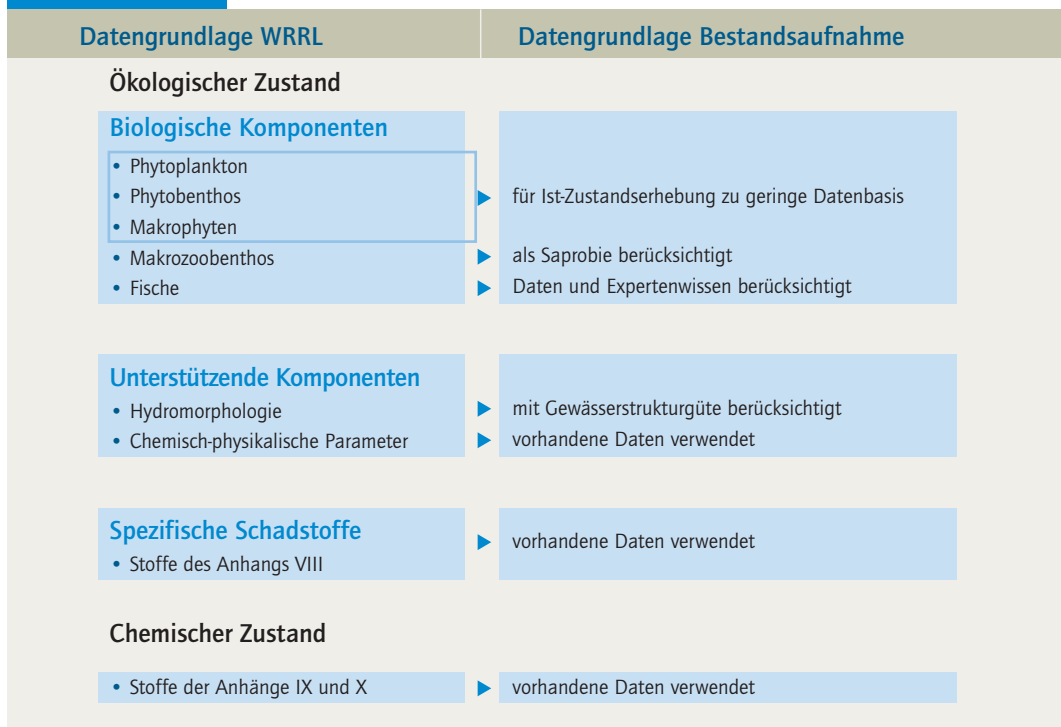 Datengrundlage WRRL
Datengrundlage Bestandsaufnahme
Ökologischer Zustand
Biologische Komponenten
• Phytoplankton
• Phytobenthos
für Ist-Zustandserhebung zu geringe Datenbasis
• Makrophyten
• Makrozoobenthos
als Saprobie berücksichtigt
• Fische
Daten und Expertenwissen berücksichtigt
Unterstützende Komponenten
• Hydromorphologie
mit Gewässerstrukturgüte berücksichtigt
• Chemisch-physikalische Parameter
vorhandene Daten verwendet
Spezifische Schadstoffe
vorhandene Daten verwendet
• Stoffe des Anhangs VIII
Chemischer Zustand
• Stoffe der Anhänge IX und X
vorhandene Daten verwendet